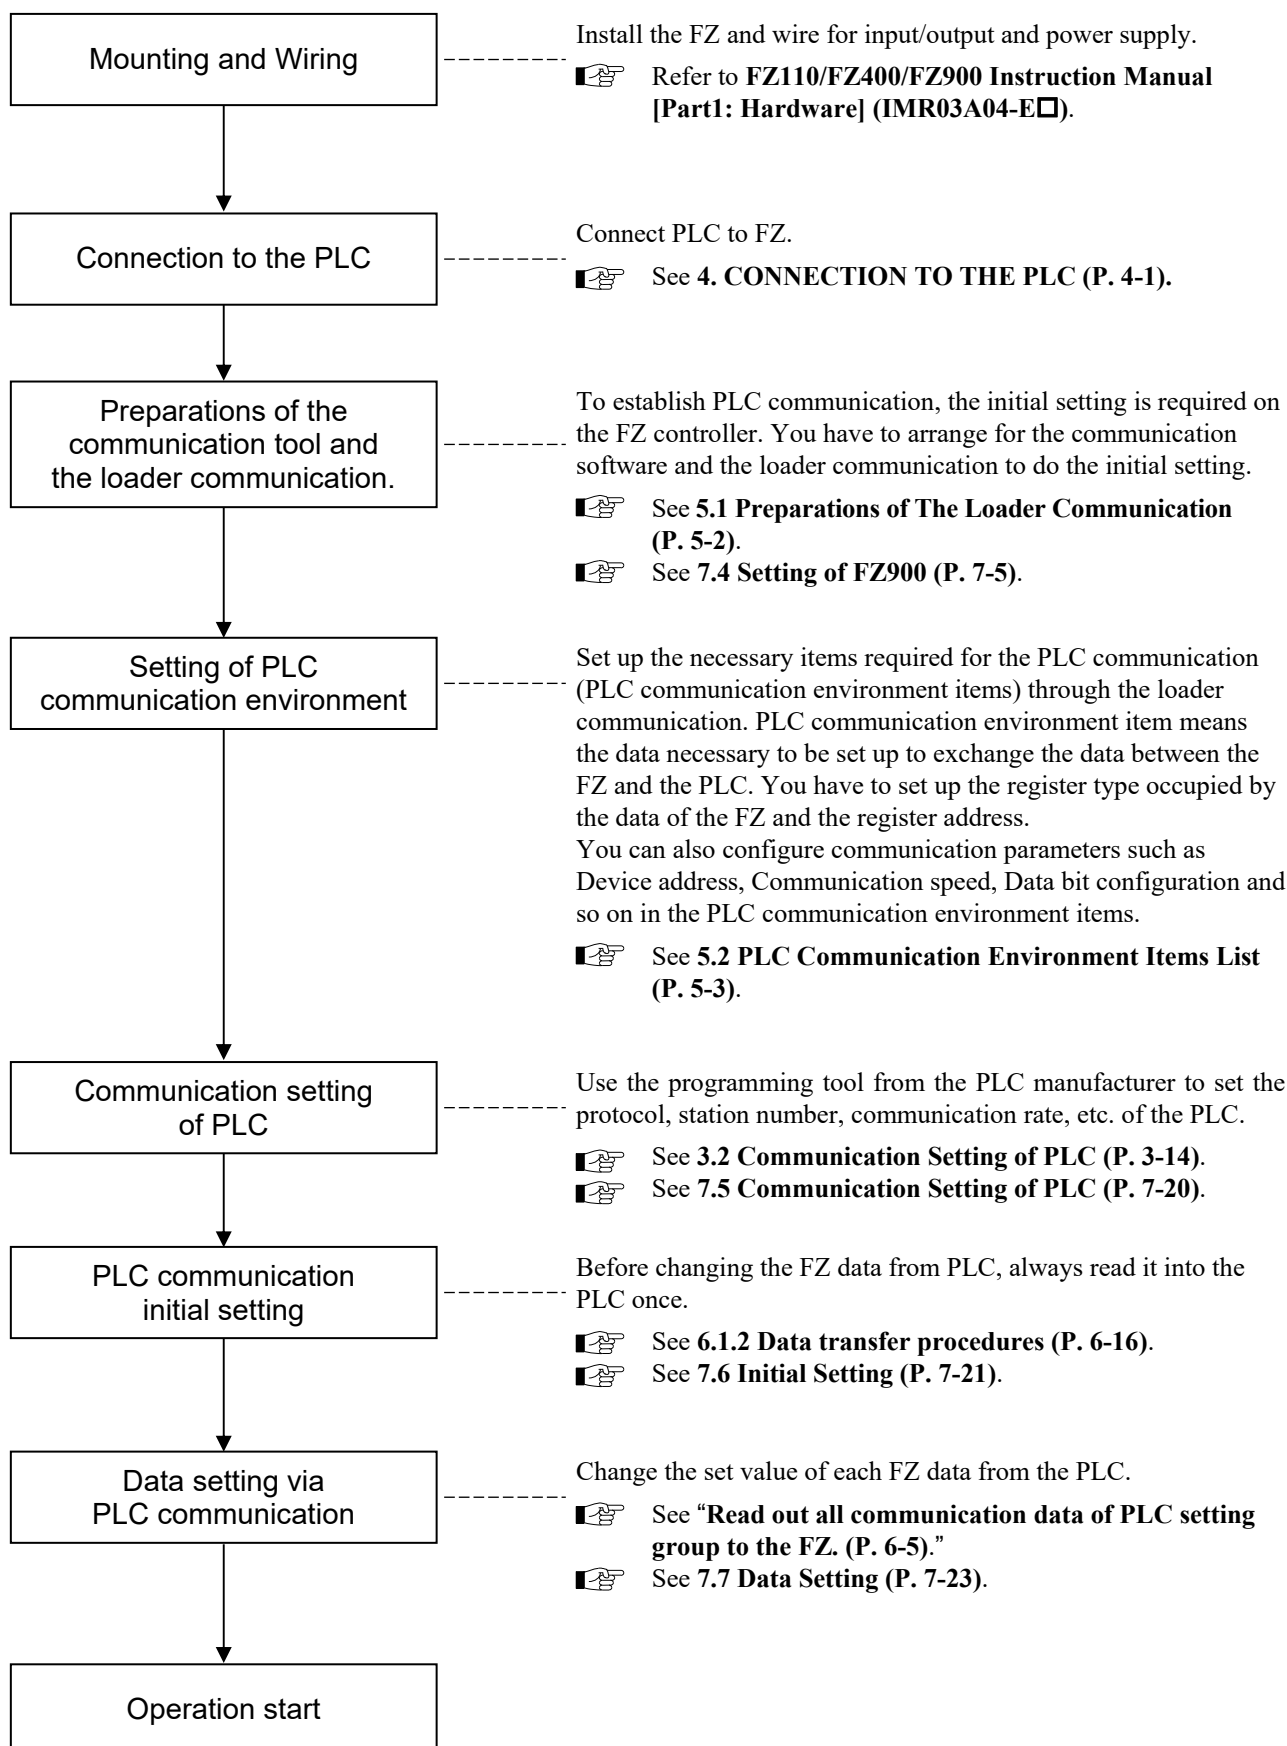 Mounting and Wiring
Install the FZ and wire for input/output and power supply.
Refer to FZ110/FZ400/FZ900 Instruction Manual
[Part1: Hardware] (IMR03A04-E□).
Connection to the PLC
Connect PLC to FZ.
See 4. CONNECTION TO THE PLC (P. 4-1).
Preparations of the
communication tool and
the loader communication.
To establish PLC communication, the initial setting is required on
the FZ controller. You have to arrange for the communication
software and the loader communication to do the initial setting.
See 5.1 Preparations of The Loader Communication
(P. 5-2).
See 7.4 Setting of FZ900 (P. 7-5).
Setting of PLC
communication environment
Set up the necessary items required for the PLC communication
(PLC communication environment items) through the loader
communication. PLC communication environment item means
the data necessary to be set up to exchange the data between the
FZ and the PLC. You have to set up the register type occupied by
the data of the FZ and the register address.
You can also configure communication parameters such as
Device address, Communication speed, Data bit configuration and
so on in the PLC communication environment items.
See 5.2 PLC Communication Environment Items List
(P. 5-3).
Communication setting
of PLC
Use the programming tool from the PLC manufacturer to set the
protocol, station number, communication rate, etc. of the PLC.
See 3.2 Communication Setting of PLC (P. 3-14).
See 7.5 Communication Setting of PLC (P. 7-20).
PLC communication
initial setting
Before changing the FZ data from PLC, always read it into the
PLC once.
See 6.1.2 Data transfer procedures (P. 6-16).
See 7.6 Initial Setting (P. 7-21).
Data setting via
PLC communication
Change the set value of each FZ data from the PLC.
See “Read out all communication data of PLC setting
group to the FZ. (P. 6-5).”
See 7.7 Data Setting (P. 7-23).
Operation start